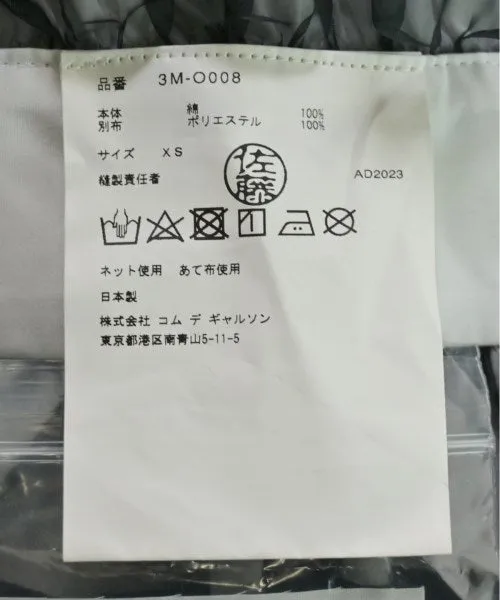 品番 3M-O008
本体 綿 100%
別布 ポリエステル 100%
サイズ XS
縫製責任者 佐藤 AD2023
ネット使用 あて布使用
日本製
株式会社 コム デ ギャルソン
東京都港区南青山5-11-5